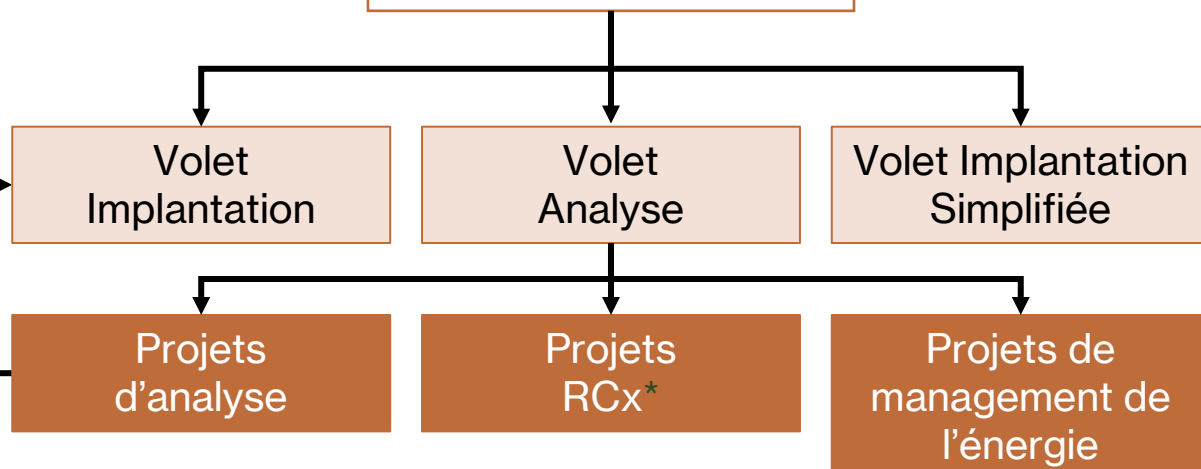 Volet
Implantation
Volet
Analyse
Volet Implantation
Simplifiée
Projets
d’analyse
Projets
RCx*
Projets de
management de
l’énergie